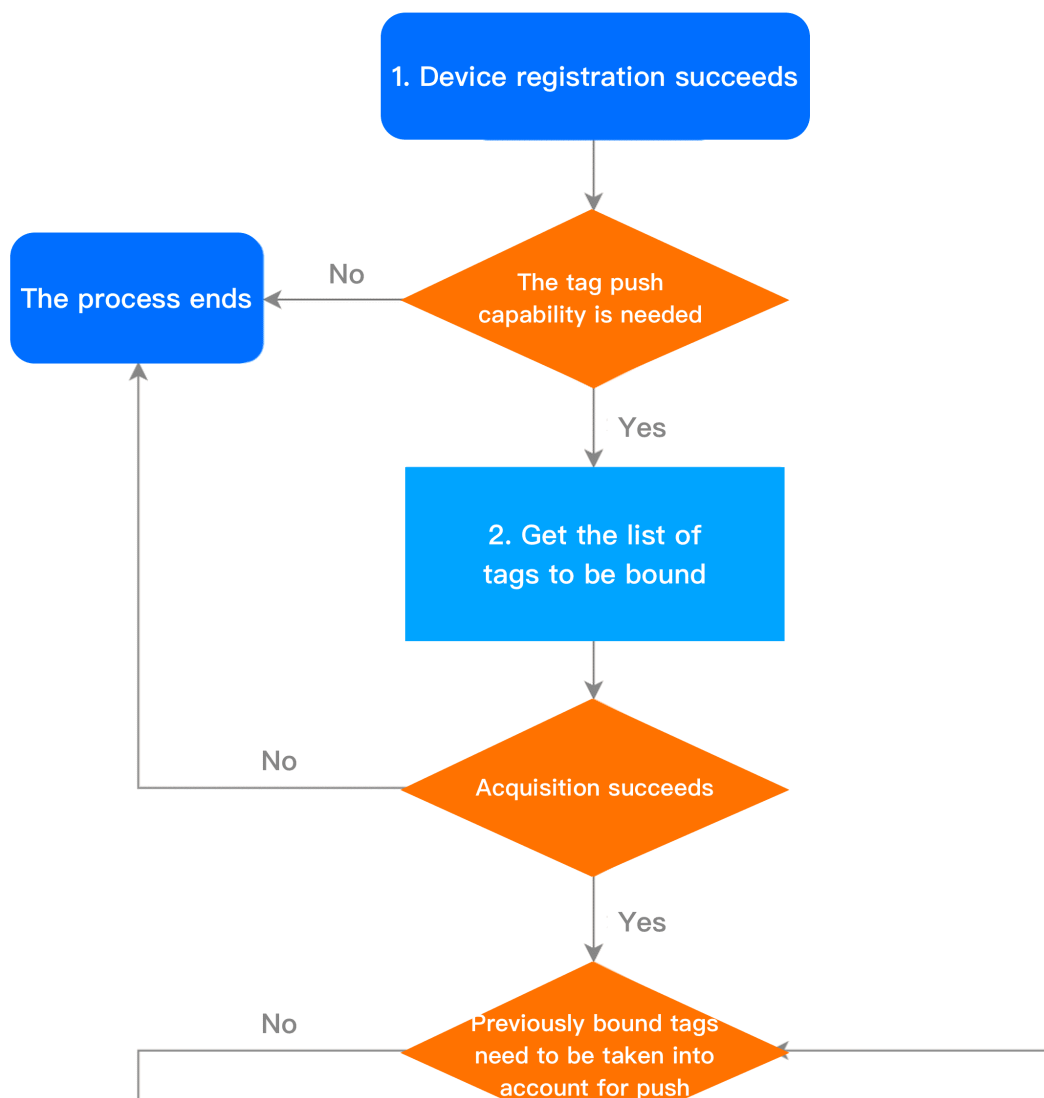 1. Device registration succeeds
No
The process ends
The tag push
capability is needed
Yes
2. Get the list of
tags to be bound
No
Acquisition succeeds
Yes
No
Previously bound tags
need to be taken into
account for push